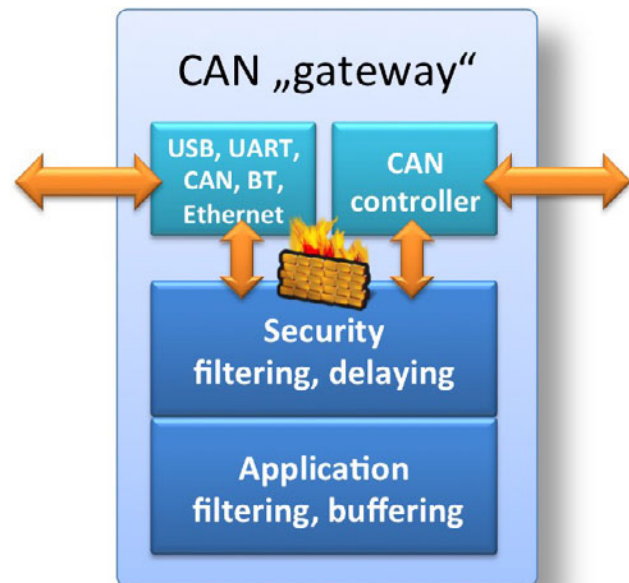 CAN „gateway“
USB, UART,
CAN, BT,
Ethernet
CAN
controller
Security
filtering, delaying
Application
filtering, buffering